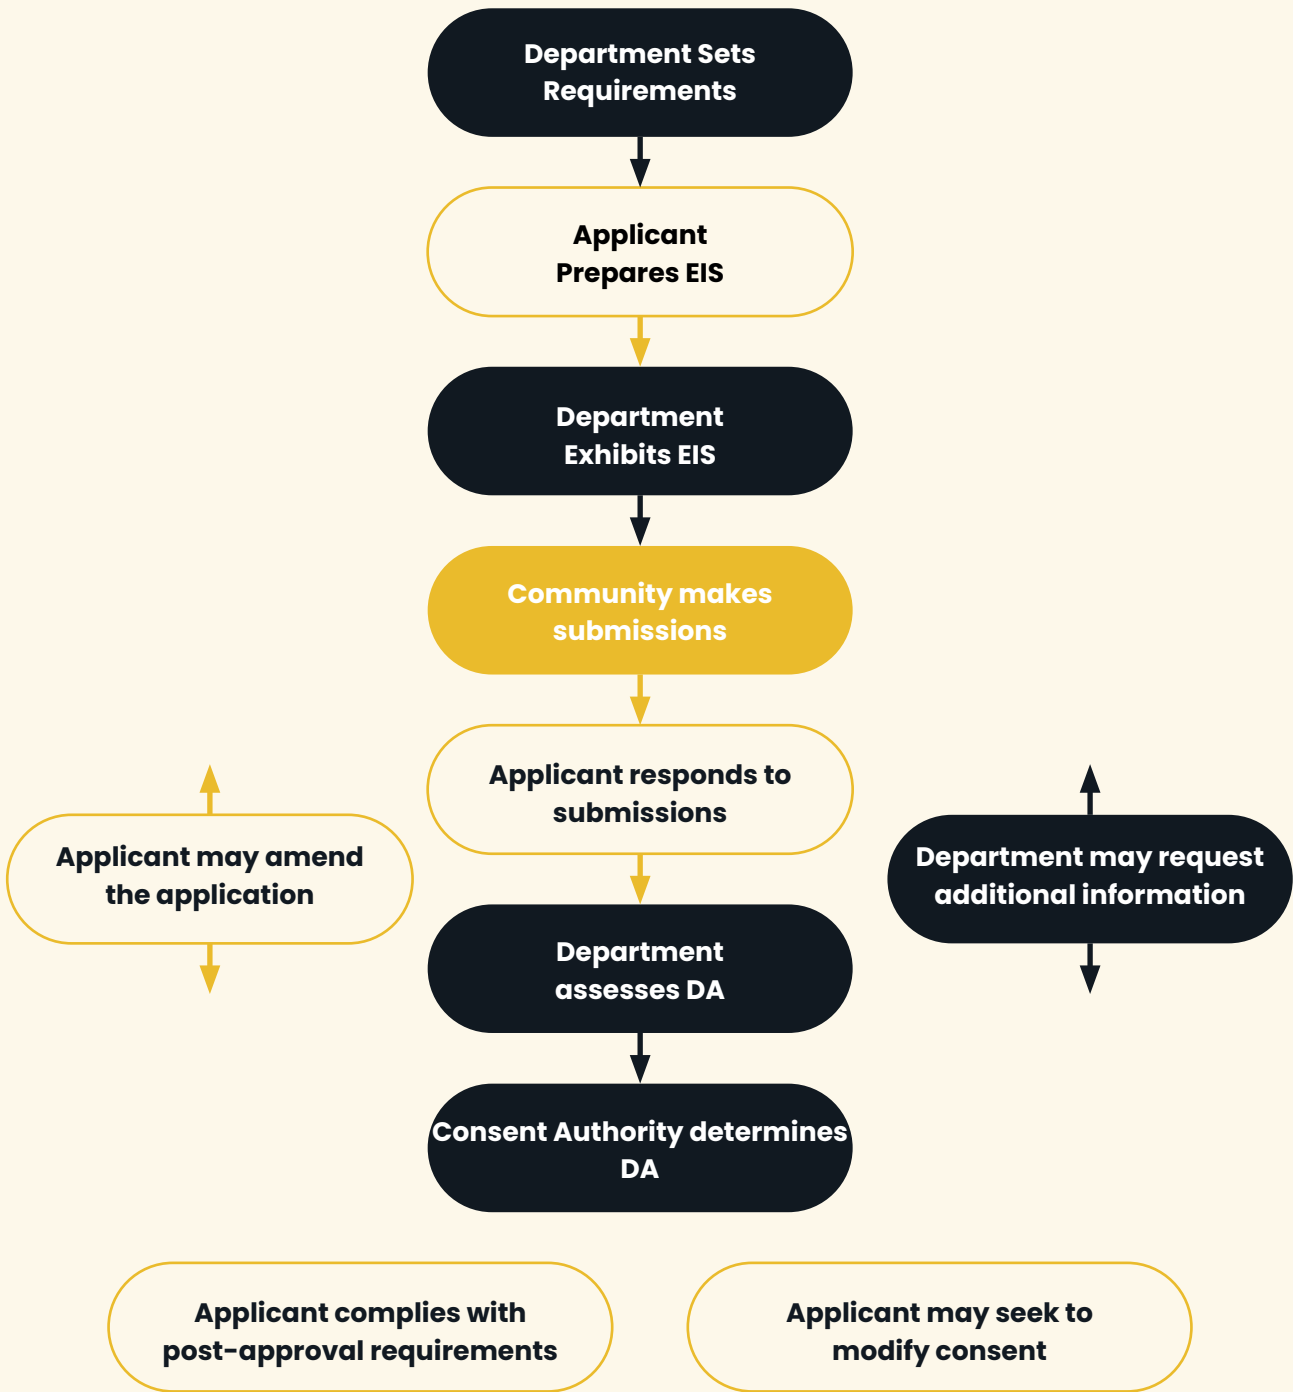 Department Sets
Requirements
Applicant
Prepares EIS
Department
Exhibits EIS
Community makes
submissions
Applicant responds to
submissions
Applicant may amend
the application
Department may request
additional information
Department
assesses DA
Consent Authority determines
DA
Applicant complies with
post-approval requirements
Applicant may seek to
modify consent